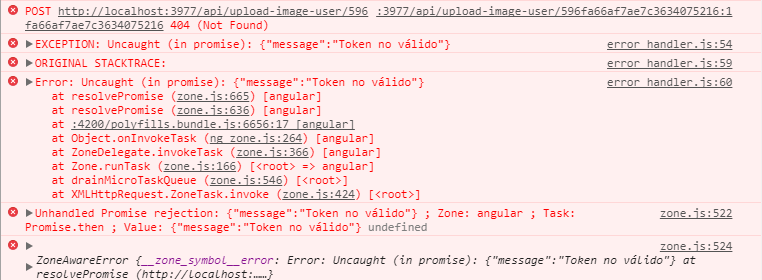 POST http://localhost:3977/api/upload-image-user/596 :3977/api/upload-image-user/596fa66af7ae7c3634075216:1
fa66af7ae7c3634075216 404 (Not Found)
EXCEPTION: Uncaught (in promise): {"message":"Token no válido"} error_handler.js:54
ORIGINAL STACKTRACE: error_handler.js:59
Error: Uncaught (in promise): {"message":"Token no válido"} error_handler.js:60
at resolvePromise (zone.js:665) [angular]
at resolvePromise (zone.js:636) [angular]
at :4200/polyfills.bundle.js:6656:17 [angular]
at Object.onInvokeTask (ng_zone.js:264) [angular]
at ZoneDelegate.invokeTask (zone.js:366) [angular]
at Zone.runTask (zone.js:166) [<root> => angular]
at drainMicroTaskQueue (zone.js:546) [<root>]
at XMLHttpRequest.ZoneTask.invoke (zone.js:424) [<root>]
Unhandled Promise rejection: {"message":"Token no válido"} ; Zone: angular ; Task: zone.js:522
Promise.then ; Value: {"message":"Token no válido"} undefined
zone.js:524
ZoneAwareError {__zone_symbol__error: Error: Uncaught (in promise): {"message":"Token no válido"} at
resolvePromise (http://localhost:……}